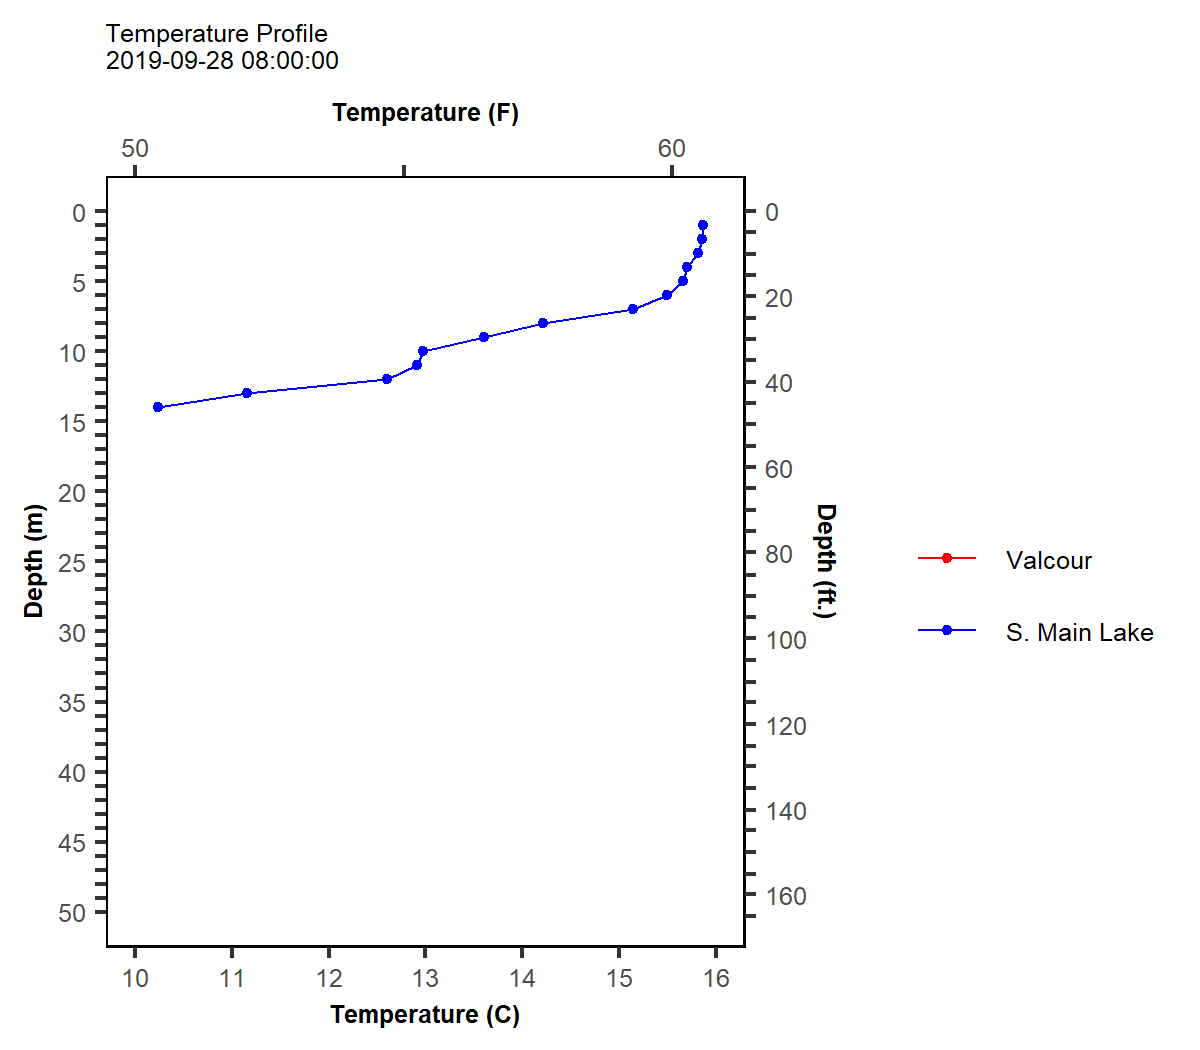 Temperature Profile
2019-09-28 08:00:00
Temperature (F)
50 60
0 0
5
20
10
40
15
60
20
80
25
100
30
120
35
40
140
45
160
50
Depth (m)
Depth (ft.)
Valcour
S. Main Lake
10 11 12 13 14 15 16
Temperature (C)